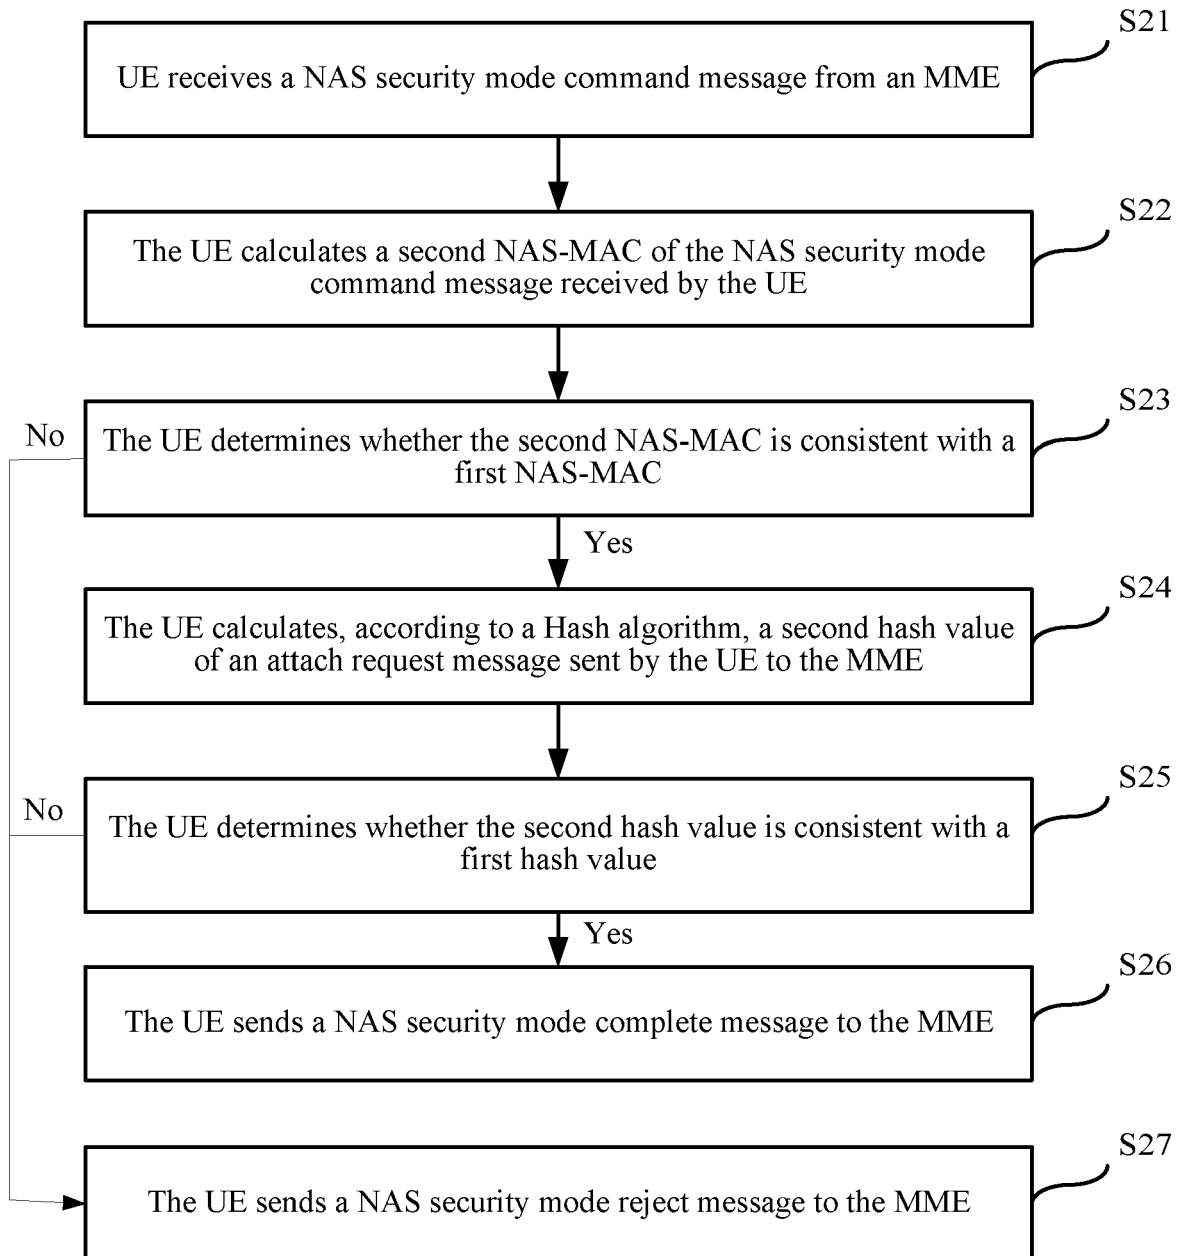 S21
UE receives a NAS security mode command message from an MME
S22
The UE calculates a second NAS-MAC of the NAS security mode
command message received by the UE
S23
No
The UE determines whether the second NAS-MAC is consistent with a
first NAS-MAC
Yes
S24
The UE calculates, according to a Hash algorithm, a second hash value
of an attach request message sent by the UE to the MME
S25
No
The UE determines whether the second hash value is consistent with a
first hash value
Yes
S26
The UE sends a NAS security mode complete message to the MME
S27
The UE sends a NAS security mode reject message to the MME